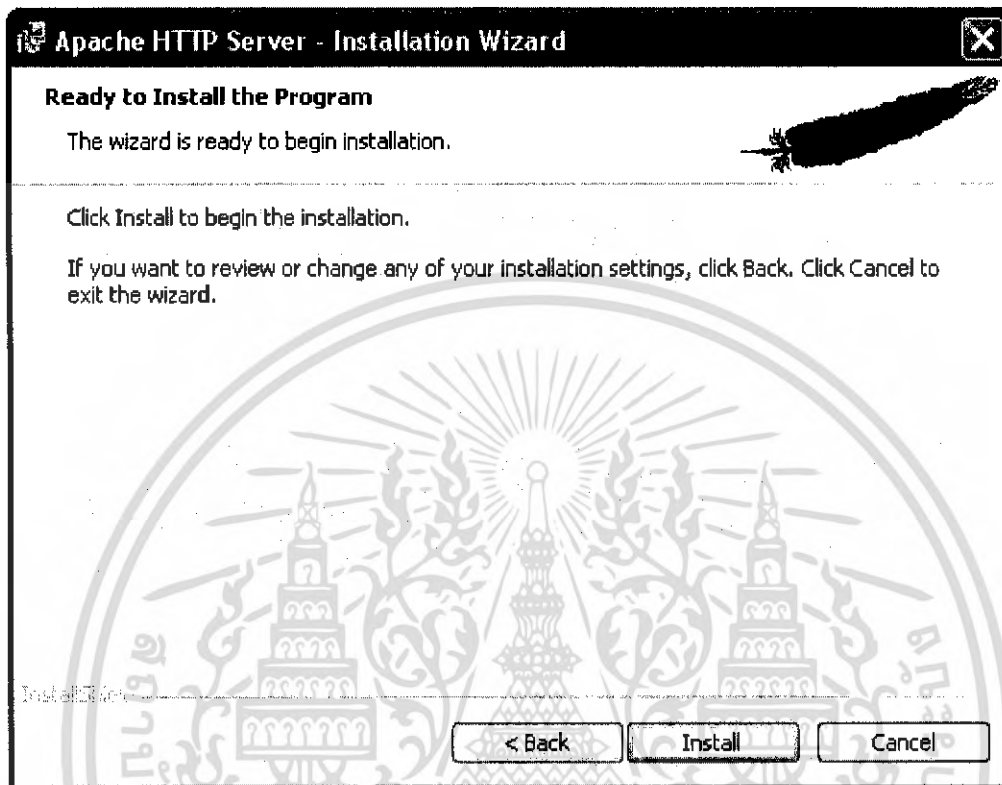 Apache HTTP Server - Installation Wizard
Ready to Install the Program
The wizard is ready to begin installation.
Click Install to begin the installation.
If you want to review or change any of your installation settings, click Back. Click Cancel to
exit the wizard.
InstallShield
< Back
Install
Cancel